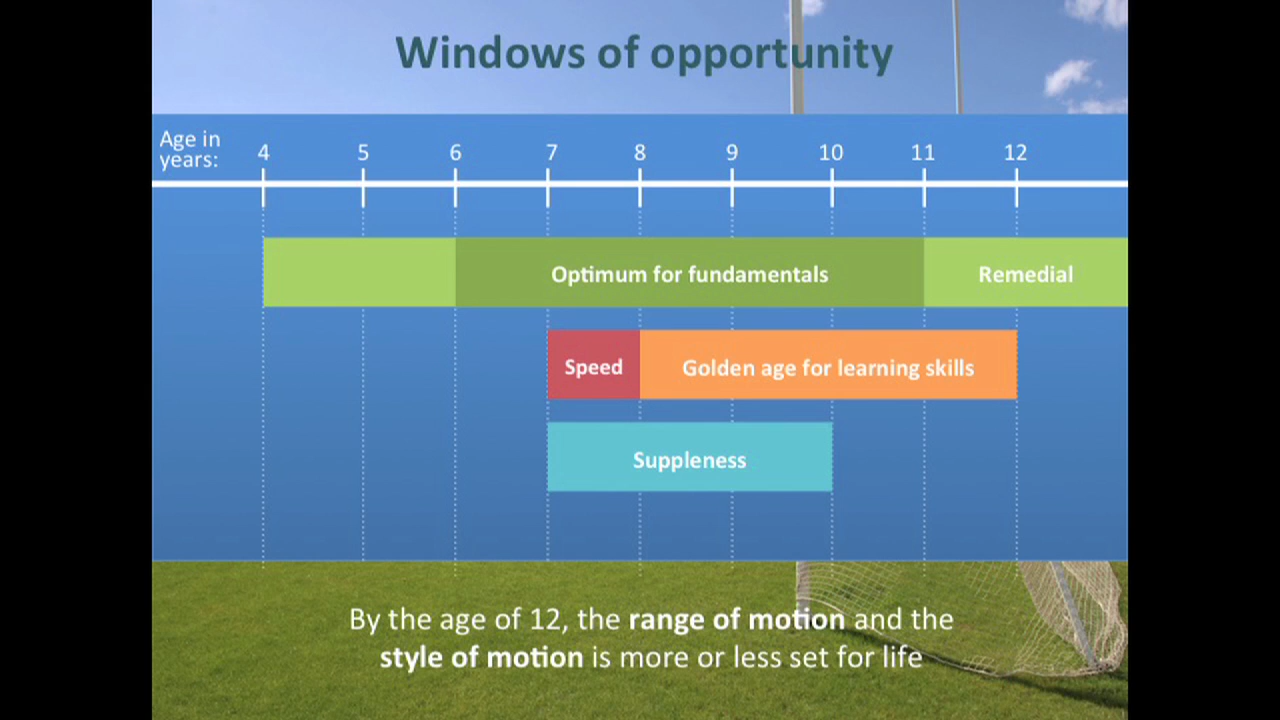 Windows of opportunity
Age in
years:
4 5 6 7 8 9 10 11 12
Optimum for fundamentals Remedial
Speed Golden age for learning skills
Suppleness
By the age of 12, the range of motion and the
style of motion is more or less set for life